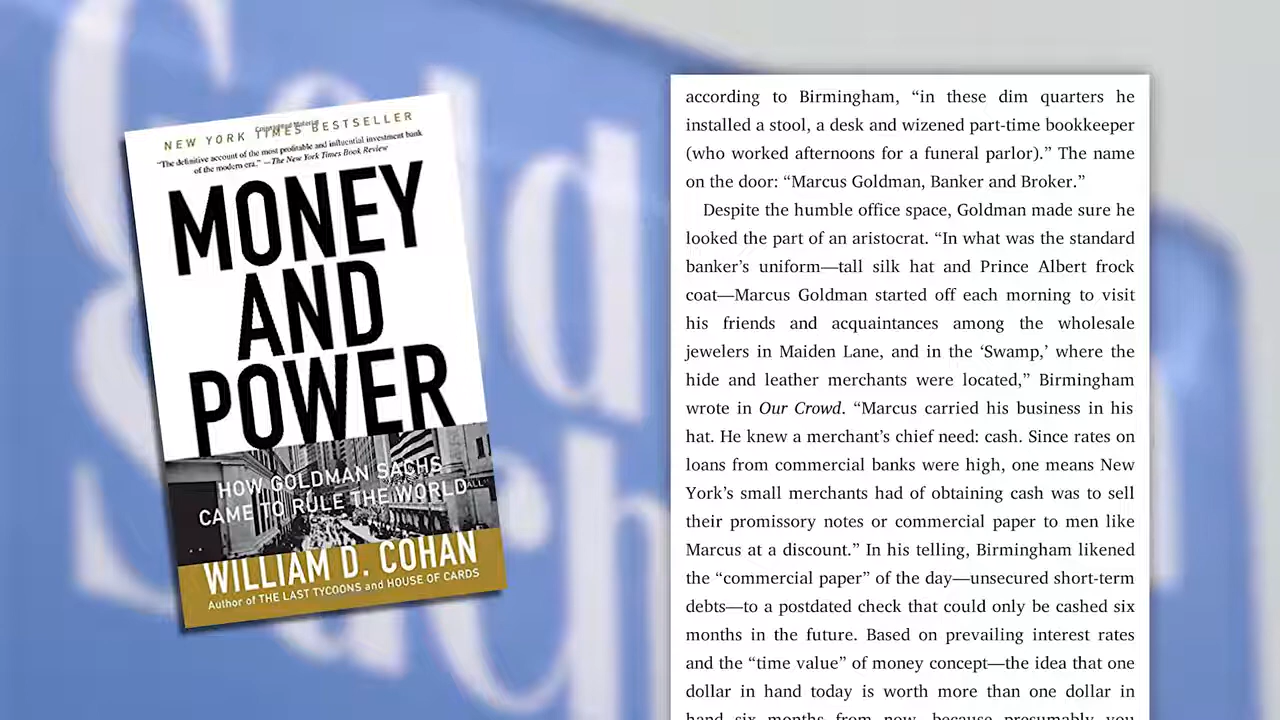 NEW YORK TIMES BESTSELLER
"The definitive account of the most profitable and influential investment bank
of the modern era." —The New York Times Book Review
MONEY
AND
POWER
HOW GOLDMAN SACHS
CAME TO RULE THE WORLD
WILLIAM D. COHAN
Author of THE LAST TYCOONS and HOUSE OF CARDS
according to Birmingham, “in these dim quarters he
installed a stool, a desk and wizened part-time bookkeeper
(who worked afternoons for a funeral parlor).” The name
on the door: “Marcus Goldman, Banker and Broker.”
Despite the humble office space, Goldman made sure he
looked the part of an aristocrat. “In what was the standard
banker’s uniform—tall silk hat and Prince Albert frock
coat—Marcus Goldman started off each morning to visit
his friends and acquaintances among the wholesale
jewelers in Maiden Lane, and in the ‘Swamp,’ where the
hide and leather merchants were located,” Birmingham
wrote in Our Crowd. “Marcus carried his business in his
hat. He knew a merchant’s chief need: cash. Since rates on
loans from commercial banks were high, one means New
York’s small merchants had of obtaining cash was to sell
their promissory notes or commercial paper to men like
Marcus at a discount.” In his telling, Birmingham likened
the “commercial paper” of the day—unsecured short-term
debts—to a postdated check that could only be cashed six
months in the future. Based on prevailing interest rates
and the “time value” of money concept—the idea that one
dollar in hand today is worth more than one dollar in
hand six months from now, because presumably you